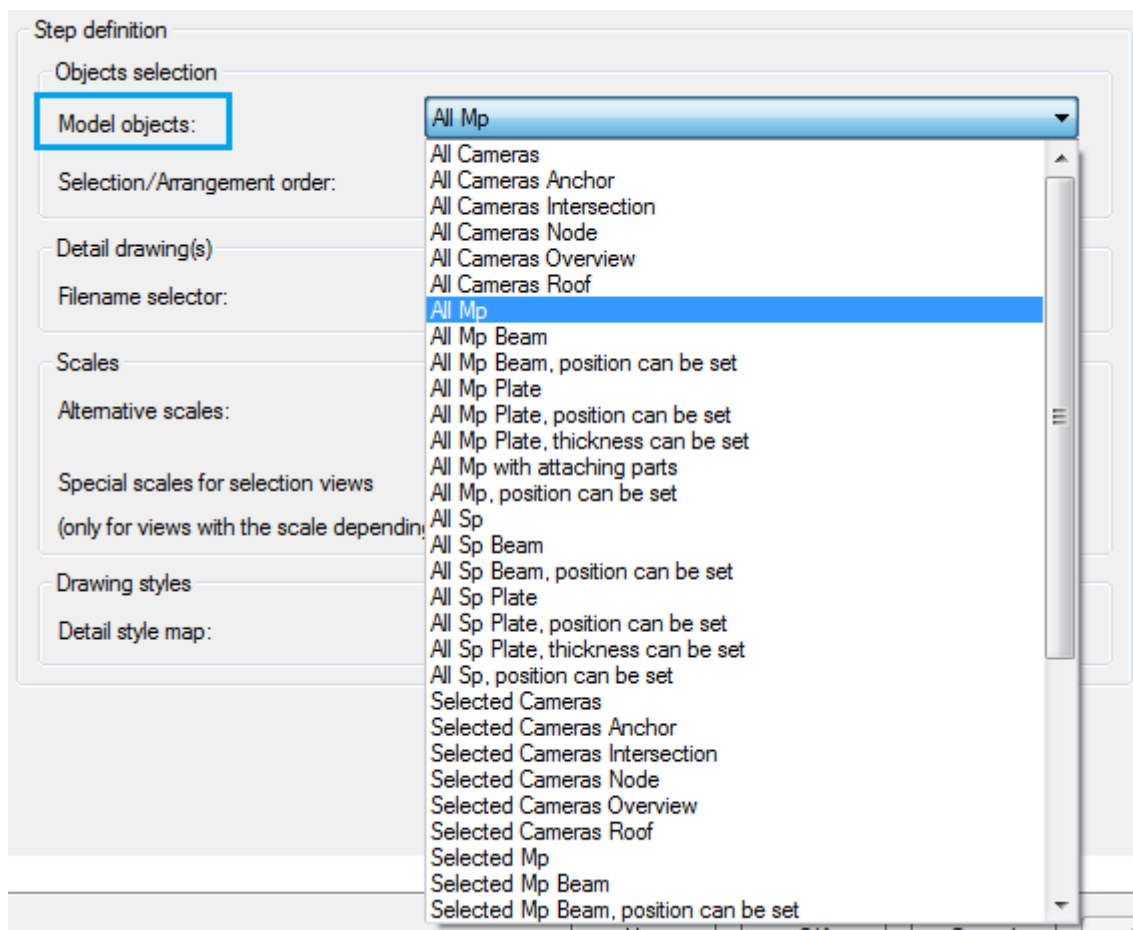 Step definition
Objects selection
Model objects:
All Mp
Selection/Arrangement order:
Detail drawing(s)
Filename selector:
Scales
Alternative scales:
Special scales for selection views
(only for views with the scale depending
Drawing styles
Detail style map:
All Cameras
All Cameras Anchor
All Cameras Intersection
All Cameras Node
All Cameras Overview
All Cameras Roof
All Mp
All Mp Beam
All Mp Beam, position can be set
All Mp Plate
All Mp Plate, position can be set
All Mp Plate, thickness can be set
All Mp with attaching parts
All Mp, position can be set
All Sp
All Sp Beam
All Sp Beam, position can be set
All Sp Plate
All Sp Plate, position can be set
All Sp Plate, thickness can be set
All Sp, position can be set
Selected Cameras
Selected Cameras Anchor
Selected Cameras Intersection
Selected Cameras Node
Selected Cameras Overview
Selected Cameras Roof
Selected Mp
Selected Mp Beam
Selected Mp Beam, position can be set